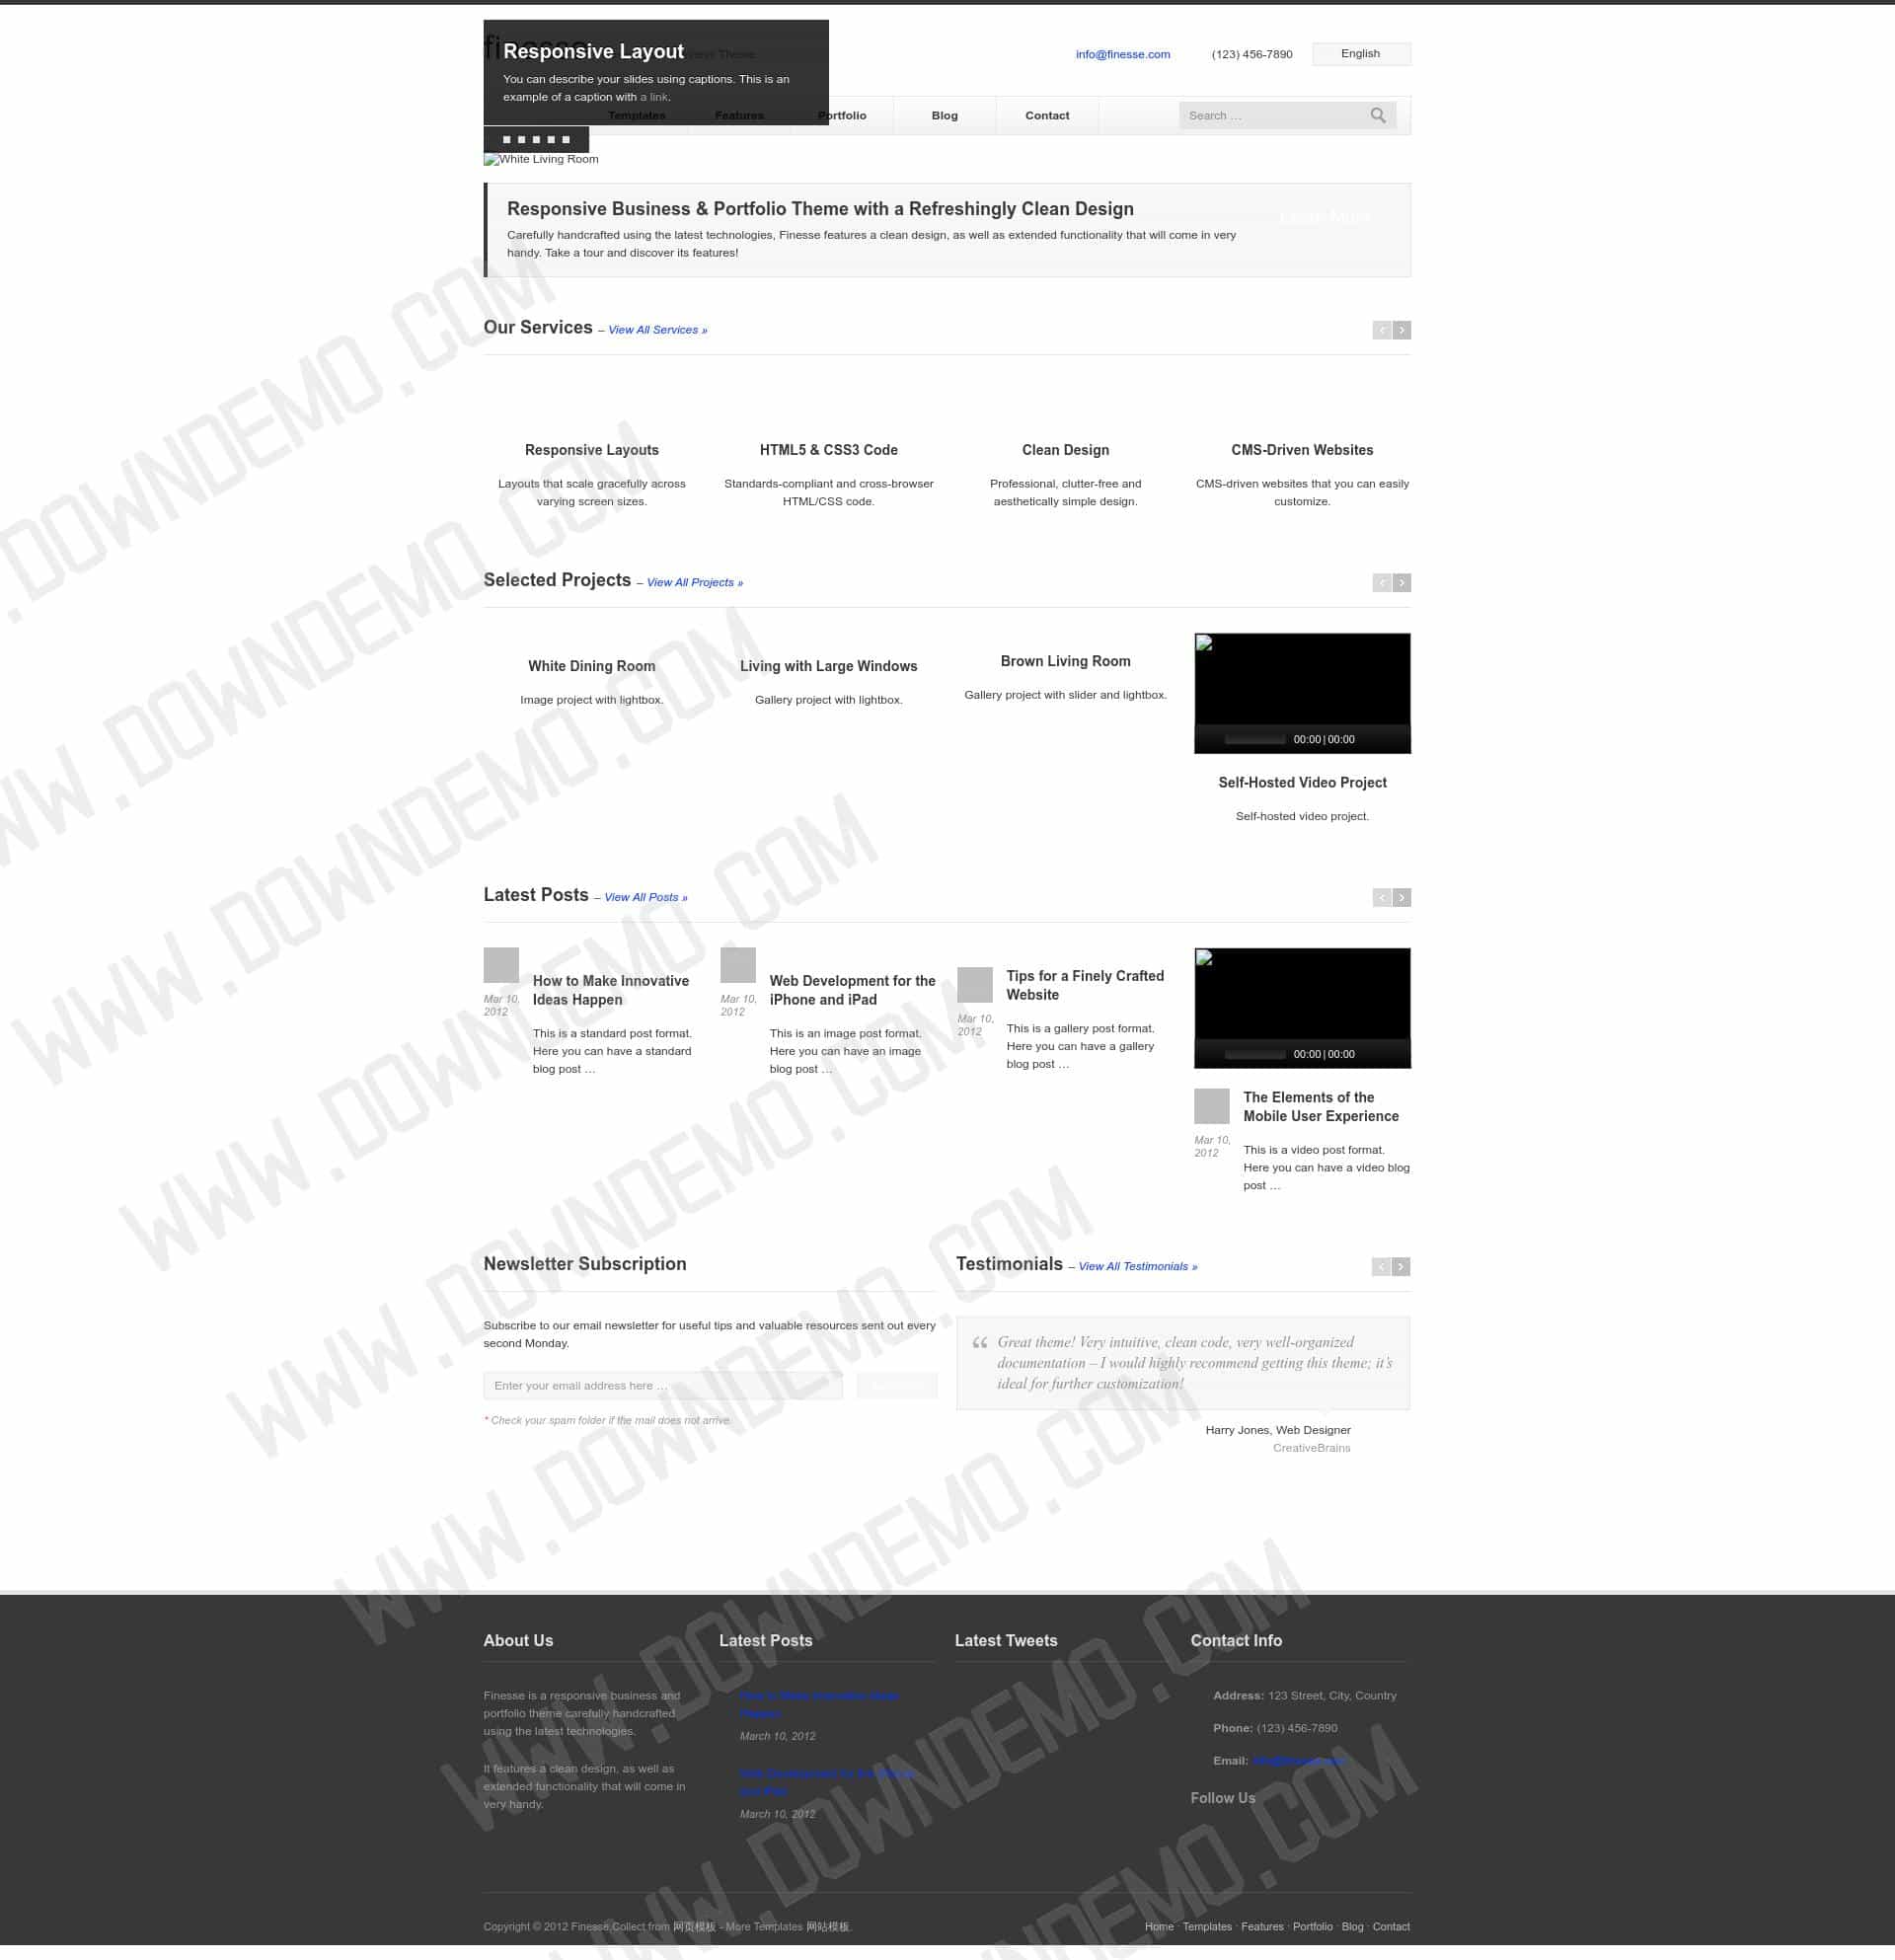 finesse
Responsive Layout
You can describe your slides using captions. This is an
example of a caption with a link.
info@finesse.com
(123) 456-7890
English
Templates
Features
Portfolio
Blog
Contact
Search …
White Living Room
Responsive Business & Portfolio Theme with a Refreshingly Clean Design
Learn More
Carefully handcrafted using the latest technologies, Finesse features a clean design, as well as extended functionality that will come in very
handy. Take a tour and discover its features!
Our Services – View All Services »
Responsive Layouts
Layouts that scale gracefully across
varying screen sizes.
HTML5 & CSS3 Code
Standards-compliant and cross-browser
HTML/CSS code.
Clean Design
Professional, clutter-free and
aesthetically simple design.
CMS-Driven Websites
CMS-driven websites that you can easily
customize.
Selected Projects – View All Projects »
White Dining Room
Image project with lightbox.
Living with Large Windows
Gallery project with lightbox.
Brown Living Room
Gallery project with slider and lightbox.
00:00 | 00:00
Self-Hosted Video Project
Self-hosted video project.
Latest Posts – View All Posts »
Mar 10,
2012
How to Make Innovative
Ideas Happen
This is a standard post format.
Here you can have a standard
blog post …
Mar 10,
2012
Web Development for the
iPhone and iPad
This is an image post format.
Here you can have an image
blog post …
Mar 10,
2012
Tips for a Finely Crafted
Website
This is a gallery post format.
Here you can have a gallery
blog post …
00:00 | 00:00
Mar 10,
2012
The Elements of the
Mobile User Experience
This is a video post format.
Here you can have a video blog
post …
Newsletter Subscription
Subscribe to our email newsletter for useful tips and valuable resources sent out every
second Monday.
Enter your email address here …
* Check your spam folder if the mail does not arrive.
Testimonials – View All Testimonials »
“ Great theme! Very intuitive, clean code, very well-organized
documentation – I would highly recommend getting this theme; it’s
ideal for further customization!
Harry Jones, Web Designer
CreativeBrains
About Us
Finesse is a responsive business and
portfolio theme carefully handcrafted
using the latest technologies.
It features a clean design, as well as
extended functionality that will come in
very handy.
Latest Posts
How to Make Innovative Ideas
Happen
March 10, 2012
Web Development for the iPhone
and iPad
March 10, 2012
Latest Tweets
Contact Info
Address: 123 Street, City, Country
Phone: (123) 456-7890
Email: info@finesse.com
Follow Us
Copyright © 2012 Finesse.Collect from 网页模板 - More Templates 网站模板.
Home · Templates · Features · Portfolio · Blog · Contact
WWW.DOWNDEMO.COM
WWW.DOWNDEMO.COM
WWW.DOWNDEMO.COM
WWW.DOWNDEMO.COM
WWW.DOWNDEMO.COM
WWW.DOWNDEMO.COM
WWW.DOWNDEMO.COM